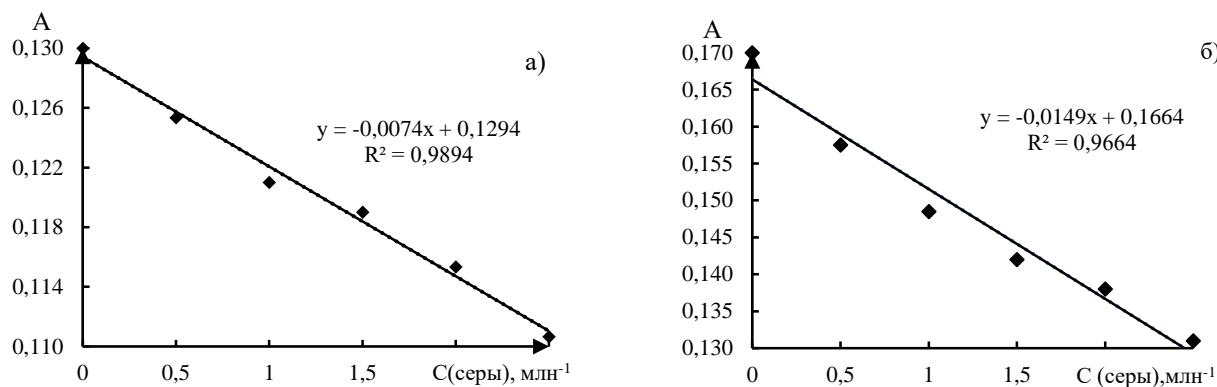 А
0,130
0,126
0,122
0,118
0,114
0,110
0
0,5
1
1,5
С(серы), млн-1
а)
y = -0,0074x + 0,1294
R² = 0,9894
А
0,170
0,165
0,160
0,155
0,150
0,145
0,140
0,135
0,130
0
0,5
1
1,5
С (серы),млн-1
б)
y = -0,0149x + 0,1664
R² = 0,9664